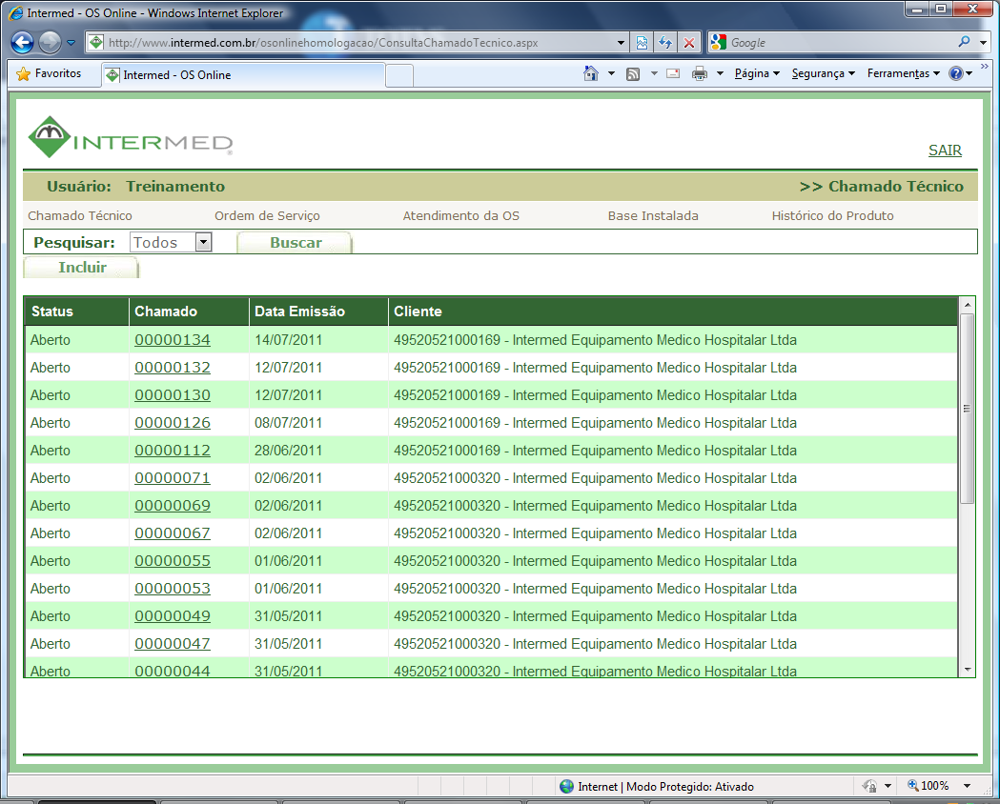 Intermed - OS Online - Windows Internet Explorer
http://www.intermed.com.br/osonlinehomologacao/ConsultaChamadoTecnico.aspx
Google
Favoritos
Intermed - OS Online
Página
Segurança
Ferramentas
INTERMED®
SAIR
Usuário: Treinamento
>> Chamado Técnico
Chamado Técnico
Ordem de Serviço
Atendimento da OS
Base Instalada
Histórico do Produto
Pesquisar: Todos Buscar
Incluir
Status Chamado Data Emissão Cliente
Aberto 00000134 14/07/2011 49520521000169 - Intermed Equipamento Medico Hospitalar Ltda
Aberto 00000132 12/07/2011 49520521000169 - Intermed Equipamento Medico Hospitalar Ltda
Aberto 00000130 12/07/2011 49520521000169 - Intermed Equipamento Medico Hospitalar Ltda
Aberto 00000126 08/07/2011 49520521000169 - Intermed Equipamento Medico Hospitalar Ltda
Aberto 00000112 28/06/2011 49520521000169 - Intermed Equipamento Medico Hospitalar Ltda
Aberto 00000071 02/06/2011 49520521000320 - Intermed Equipamento Medico Hospitalar Ltda
Aberto 00000069 02/06/2011 49520521000320 - Intermed Equipamento Medico Hospitalar Ltda
Aberto 00000067 02/06/2011 49520521000320 - Intermed Equipamento Medico Hospitalar Ltda
Aberto 00000055 01/06/2011 49520521000320 - Intermed Equipamento Medico Hospitalar Ltda
Aberto 00000053 01/06/2011 49520521000320 - Intermed Equipamento Medico Hospitalar Ltda
Aberto 00000049 31/05/2011 49520521000320 - Intermed Equipamento Medico Hospitalar Ltda
Aberto 00000047 31/05/2011 49520521000320 - Intermed Equipamento Medico Hospitalar Ltda
Aberto 00000044 31/05/2011 49520521000320 - Intermed Equipamento Medico Hospitalar Ltda
Internet | Modo Protegido: Ativado
100%